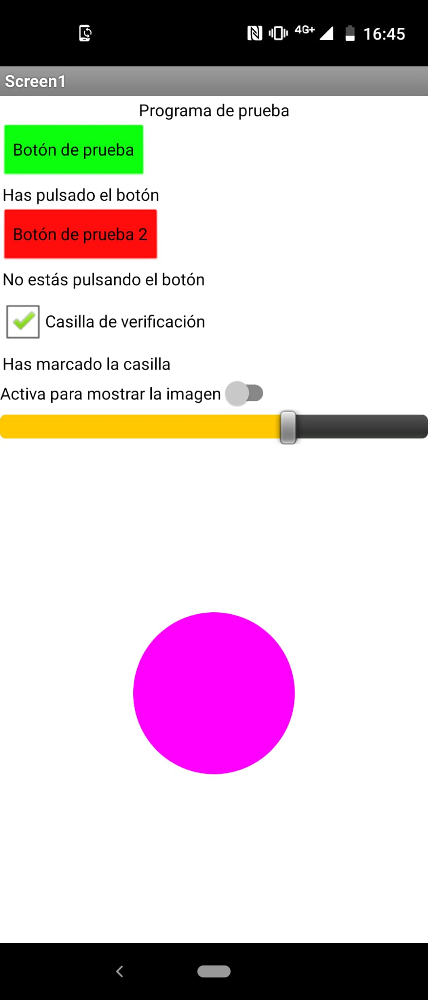 4G+ 16:45
Screen1
Programa de prueba
Botón de prueba
Has pulsado el botón
Botón de prueba 2
No estás pulsando el botón
Casilla de verificación
Has marcado la casilla
Activa para mostrar la imagen